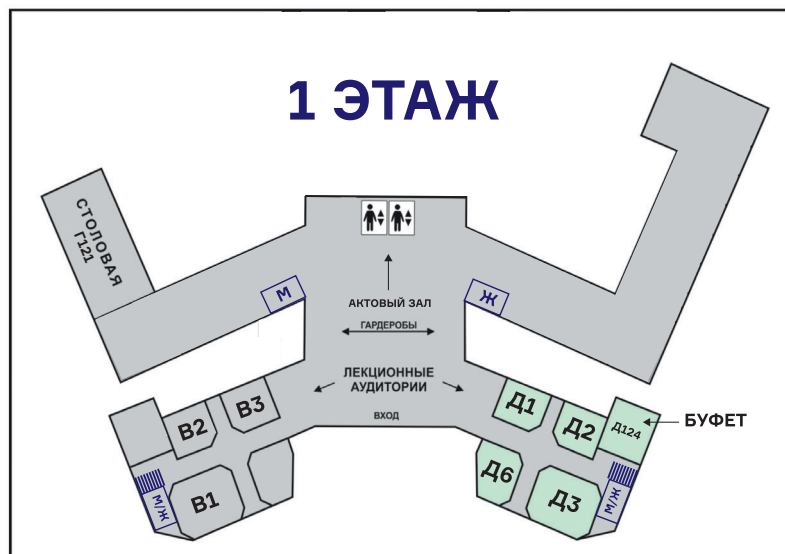 1 ЭТАЖ
СТОЛОВАЯ
Г121
М
АКТОВЫЙ ЗАЛ
Ж
ГАРДЕРОБЫ
ЛЕКЦИОННЫЕ
АУДИТОРИИ
ВХОД
В2
В3
Д1
Д2
Д124
БУФЕТ
М/Ж
В1
Д6
Д3
М/Ж